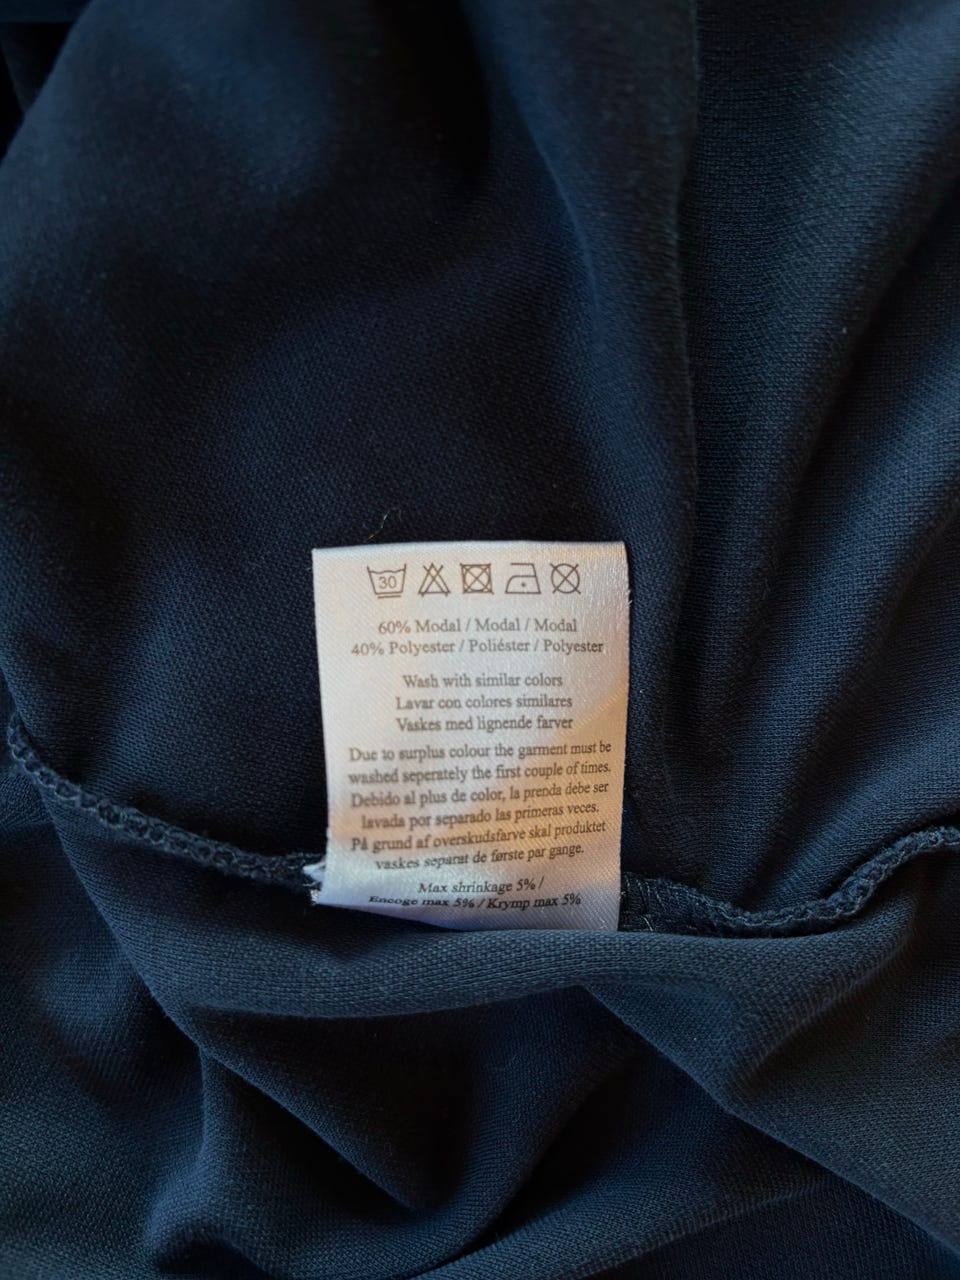 30
60% Modal / Modal / Modal
40% Polyester / Poliéster / Polyester
Wash with similar colors
Lavar con colores similares
Vaskes med lignende farver
Due to surplus colour the garment must be
washed seperately the first couple of times.
Debido al plus de color, la prenda debe ser
lavada por separado las primeras veces.
På grund af overskudsfarve skal produktet
vaskes separat de første par gange.
Max shrinkage 5% /
Encoge max 5% / Krymp max 5%